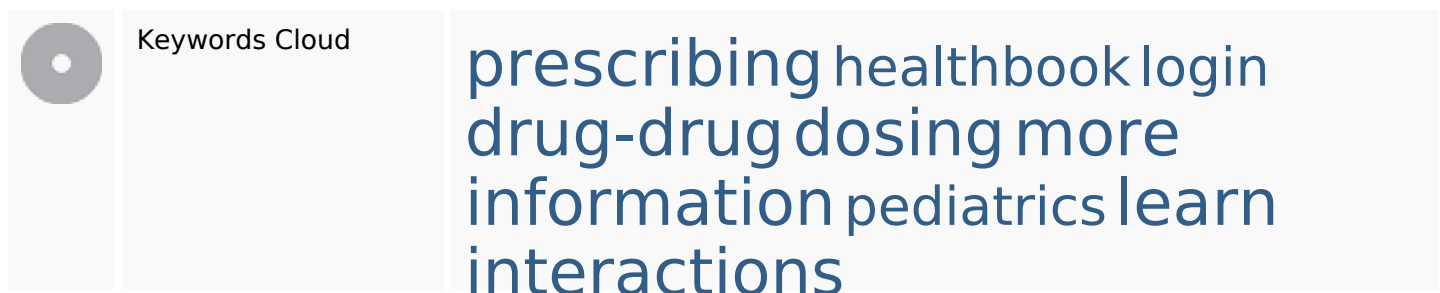 Keywords Cloud
prescribing healthbook login
drug-drug dosing more
information pediatrics learn
interactions